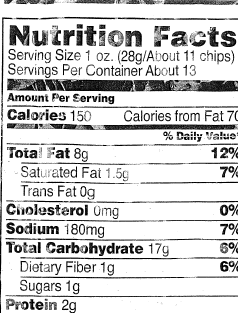 Nutrition Facts
Serving Size 1 oz. (28g/About 11 chips)
Servings Per Container About 13
Amount Per Serving
Calories 150 Calories from Fat 70
% Daily Value
Total Fat 8g 12%
Saturated Fat 1.5g 7%
Trans Fat 0g
Cholesterol 0mg 0%
Sodium 180mg 7%
Total Carbohydrate 17g 6%
Dietary Fiber 1g 6%
Sugars 1g
Protein 2g